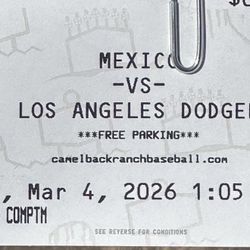 MEXICO
-VS-
LOS ANGELES DODGE
***FREE PARKING***
camelbackranchbaseball.com
, Mar 4, 2026 1:05
COMPTM
SEE REVERSE FOR CONDITIONS